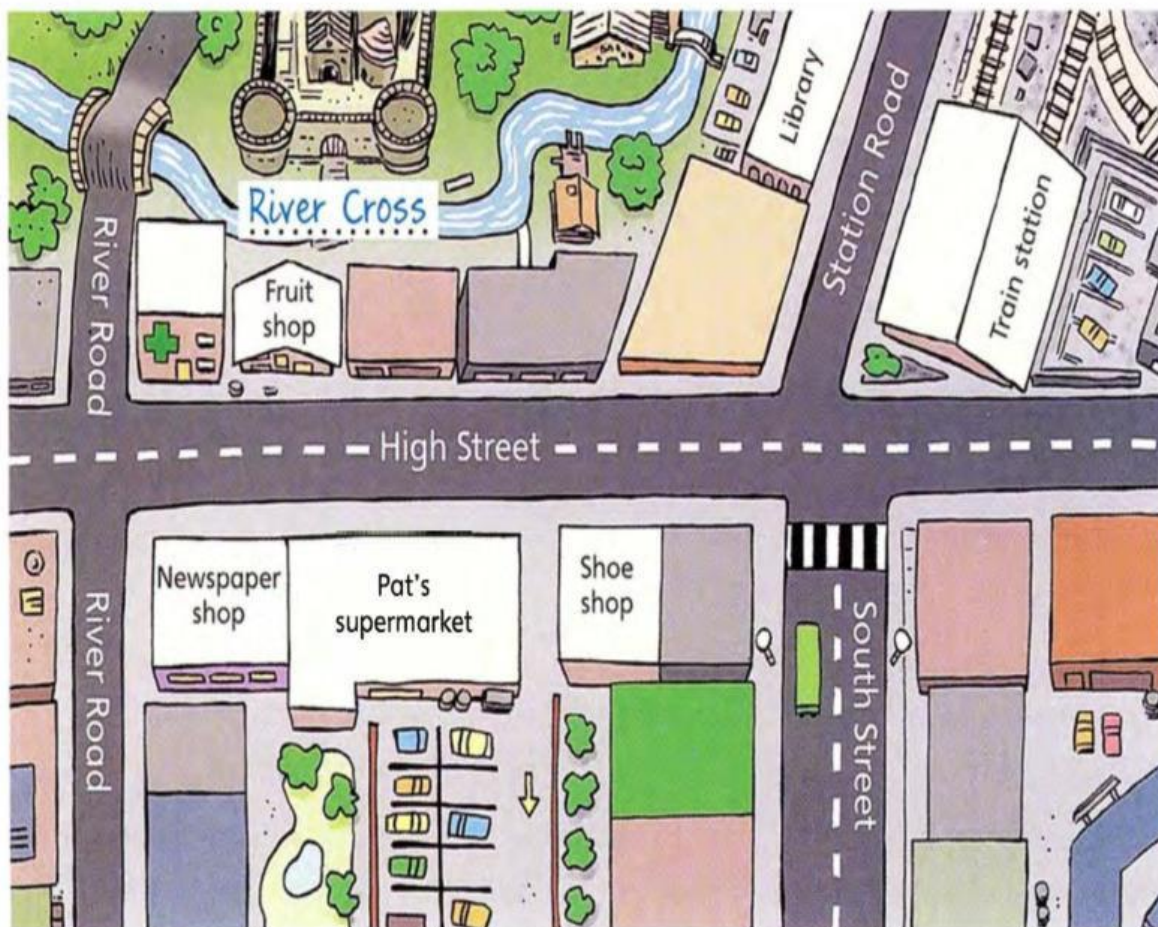 Library
Station Road
River Cross
River Road
Fruit
shop
Train station
High Street
Newspaper
shop
Pat's
supermarket
Shoe
shop
River Road
South Street